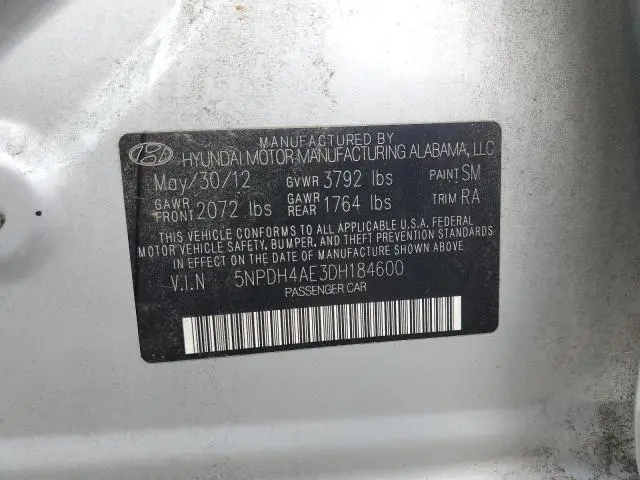 MANUFACTURED BY
HYUNDAI MOTOR MANUFACTURING ALABAMA, LLC
May/30/12 GVWR 3792 lbs PAINT SM
GAWR FRONT 2072 lbs GAWR REAR 1764 lbs TRIM RA
THIS VEHICLE CONFORMS TO ALL APPLICABLE U.S.A. FEDERAL
MOTOR VEHICLE SAFETY, BUMPER, AND THEFT PREVENTION STANDARDS
IN EFFECT ON THE DATE OF MANUFACTURE SHOWN ABOVE.
V.I.N 5NPDH4AE3DH184600
PASSENGER CAR